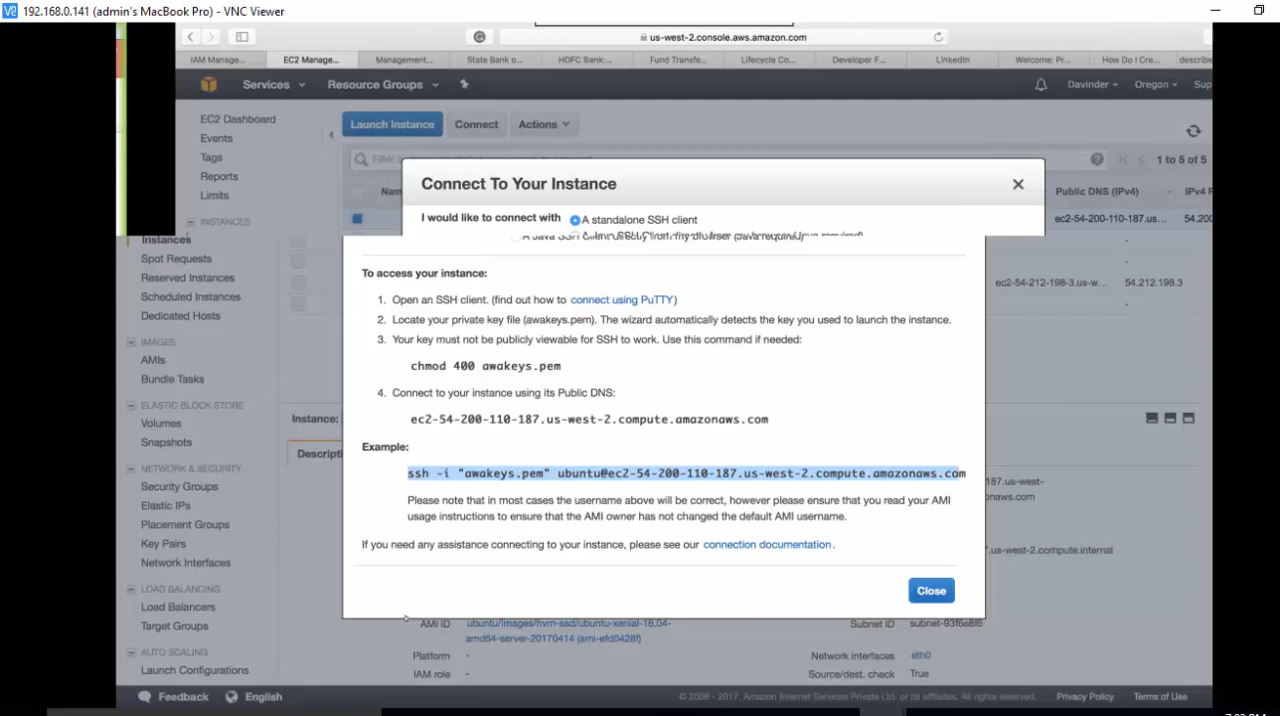 192.168.0.141 (admin's MacBook Pro) - VNC Viewer
us-west-2.console.aws.amazon.com
IAM Manage... EC2 Manage... Management... State Bank o... HDFC Bank:... Fund Transfe... Lifecycle Co... Developer F... LinkedIn Welcome: Pr... How Do I Cre... describe
Services Resource Groups Davinder Oregon Sup
EC2 Dashboard
Launch Instance Connect Actions
Events
Tags
Filter
1 to 5 of 5
Reports
Limits
Connect To Your Instance
Nam
Public DNS (IPv4) IPv4 P
I would like to connect with A standalone SSH client
ec2-54-200-110-187.us... 54.200
INSTANCES
Instances
Spot Requests
Reserved Instances
Scheduled Instances
Dedicated Hosts
ec2-54-212-198-3.us-w... 54.212.198.3
To access your instance:
1. Open an SSH client. (find out how to connect using PuTTY)
2. Locate your private key file (awakeys.pem). The wizard automatically detects the key you used to launch the instance.
3. Your key must not be publicly viewable for SSH to work. Use this command if needed:
chmod 400 awakeys.pem
4. Connect to your instance using its Public DNS:
ec2-54-200-110-187.us-west-2.compute.amazonaws.com
Example:
ssh -i "awakeys.pem" ubuntu@ec2-54-200-110-187.us-west-2.compute.amazonaws.com
Please note that in most cases the username above will be correct, however please ensure that you read your AMI
usage instructions to ensure that the AMI owner has not changed the default AMI username.
If you need any assistance connecting to your instance, please see our connection documentation.
Close
IMAGES
AMIs
Bundle Tasks
ELASTIC BLOCK STORE
Volumes
Snapshots
NETWORK & SECURITY
Security Groups
Elastic IPs
Placement Groups
Key Pairs
Network Interfaces
LOAD BALANCING
Load Balancers
Target Groups
AUTO SCALING
Launch Configurations
Instance:
Descripti
187.us-west-
onaws.com
.us-west-2.compute.internal
AMI ID ubuntu/images/hvm-ssd/ubuntu-xenial-16.04-
amd64-server-20170414 (ami-efd0428f)
Subnet ID subnet-93f6e8f6
Platform -
Network interfaces eth0
IAM role -
Source/dest. check True
Feedback English
© 2008 - 2017, Amazon Internet Services Private Ltd. or its affiliates. All rights reserved. Privacy Policy Terms of Use